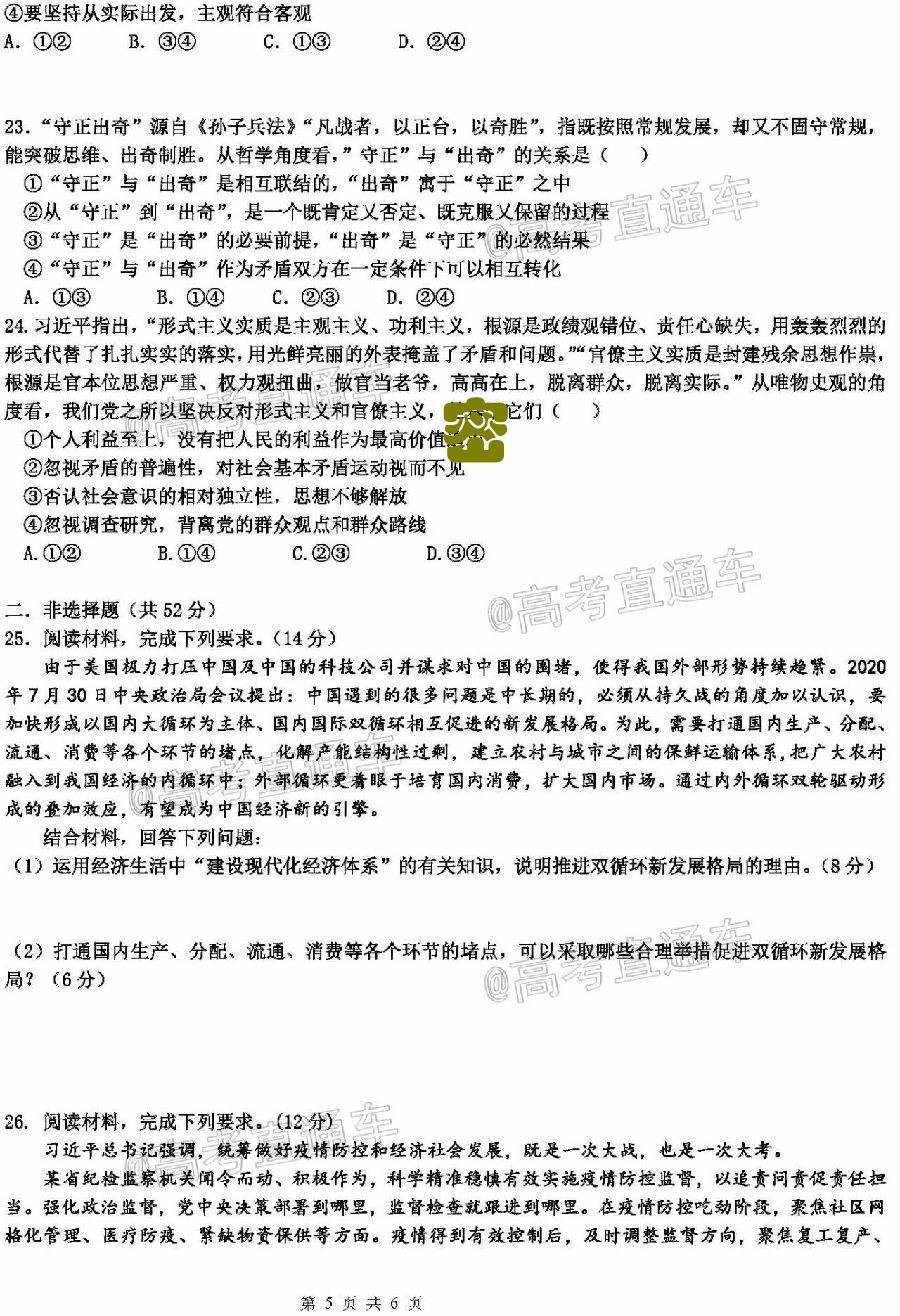 ④要坚持从实际出发，主观符合客观
A. ①② B. ③④ C. ①③ D. ②④
23. “守正出奇”源自《孙子兵法》“凡战者，以正台，以奇胜”，指既按照常规发展，却又不固守常规，
能突破思维、出奇制胜。从哲学角度看，”守正”与“出奇”的关系是（ ）
①“守正”与“出奇”是相互联结的，“出奇”寓于“守正”之中
②从“守正”到“出奇”，是一个既肯定又否定、既克服又保留的过程
③“守正”是“出奇”的必要前提，“出奇”是“守正”的必然结果
④“守正”与“出奇”作为矛盾双方在一定条件下可以相互转化
A. ①③ B. ①④ C. ②③ D. ②④
24. 习近平指出，“形式主义实质是主观主义、功利主义，根源是政绩观错位、责任心缺失，用轰轰烈烈的
形式代替了扎扎实实的落实，用光鲜亮丽的外表掩盖了矛盾和问题。”“官僚主义实质是封建残余思想作祟，
根源是官本位思想严重、权力观扭曲，做官当老爷，高高在上，脱离群众，脱离实际。”从唯物史观的角
度看，我们党之所以坚决反对形式主义和官僚主义，它们（ ）
①个人利益至上，没有把人民的利益作为最高价值
②忽视矛盾的普遍性，对社会基本矛盾运动视而不见
③否认社会意识的相对独立性，思想不够解放
④忽视调查研究，背离党的群众观点和群众路线
A.①② B.①④ C.②③ D.③④
二．非选择题（共52分）
25. 阅读材料，完成下列要求。（14分）
由于美国极力打压中国及中国的科技公司并谋求对中国的围堵，使得我国外部形势持续趋紧。2020
年7月30日中央政治局会议提出：中国遇到的很多问题是中长期的，必须从持久战的角度加以认识，要
加快形成以国内大循环为主体、国内国际双循环相互促进的新发展格局。为此，需要打通国内生产、分配、
流通、消费等各个环节的堵点，化解产能结构性过剩，建立农村与城市之间的保鲜运输体系,把广大农村
融入到我国经济的内循环中；外部循环更着眼于培育国内消费，扩大国内市场。通过内外循环双轮驱动形
成的叠加效应，有望成为中国经济新的引擎。
结合材料，回答下列问题：
（1）运用经济生活中“建设现代化经济体系”的有关知识，说明推进双循环新发展格局的理由。（8分）
（2）打通国内生产、分配、流通、消费等各个环节的堵点，可以采取哪些合理举措促进双循环新发展格
局？（6分）
26. 阅读材料，完成下列要求。（12分）
习近平总书记强调，统筹做好疫情防控和经济社会发展，既是一次大战，也是一次大考。
某省纪检监察机关闻令而动、积极作为，科学精准稳慎有效实施疫情防控监督，以追责问责促责任担
当。强化政治监督，党中央决策部署到哪里，监督检查就跟进到哪里。在疫情防控吃劲阶段，聚焦社区网
格化管理、医疗防疫、紧缺物资保供等方面。疫情得到有效控制后，及时调整监督方向，聚焦复工复产、
第 5 页 共 6 页
@高考直通车
@高考直通车
@高考直通车
@高考直通车
@高考直通车
@高考直通车